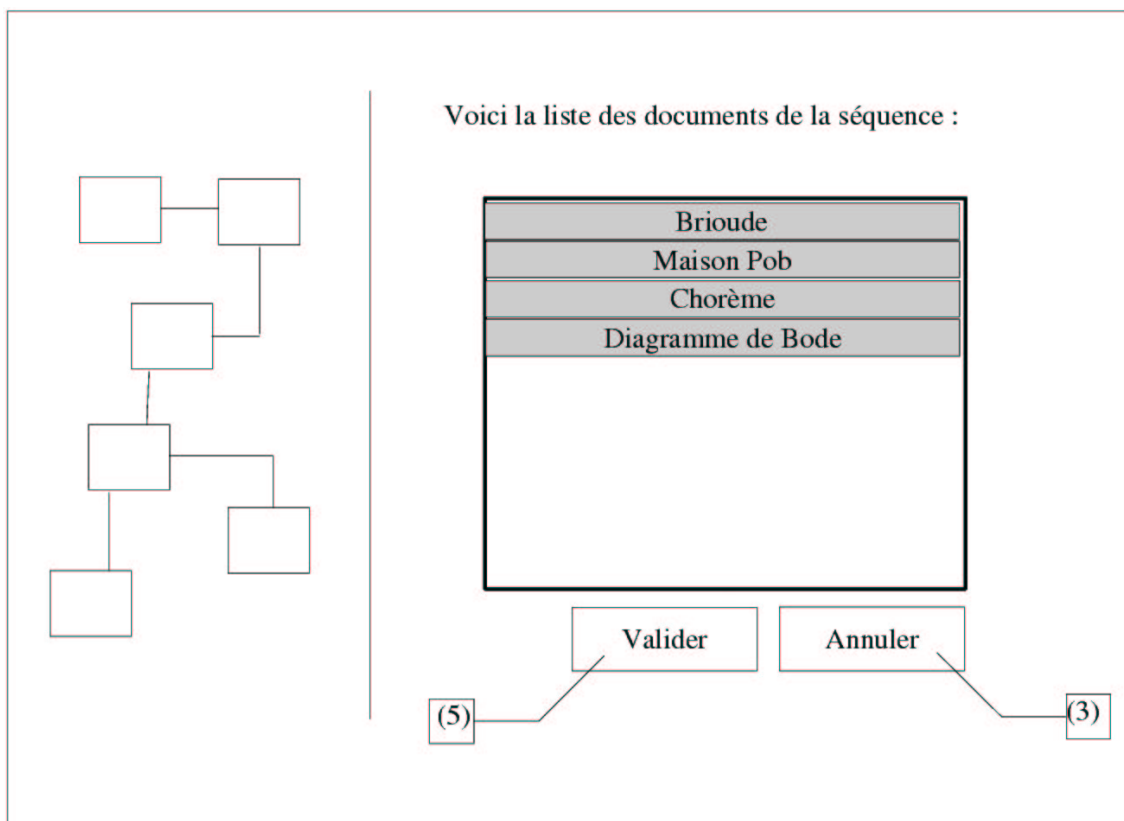 Voici la liste des documents de la séquence :
Brioude
Maison Pob
Chorème
Diagramme de Bode
Valider
Annuler
(5)
(3)